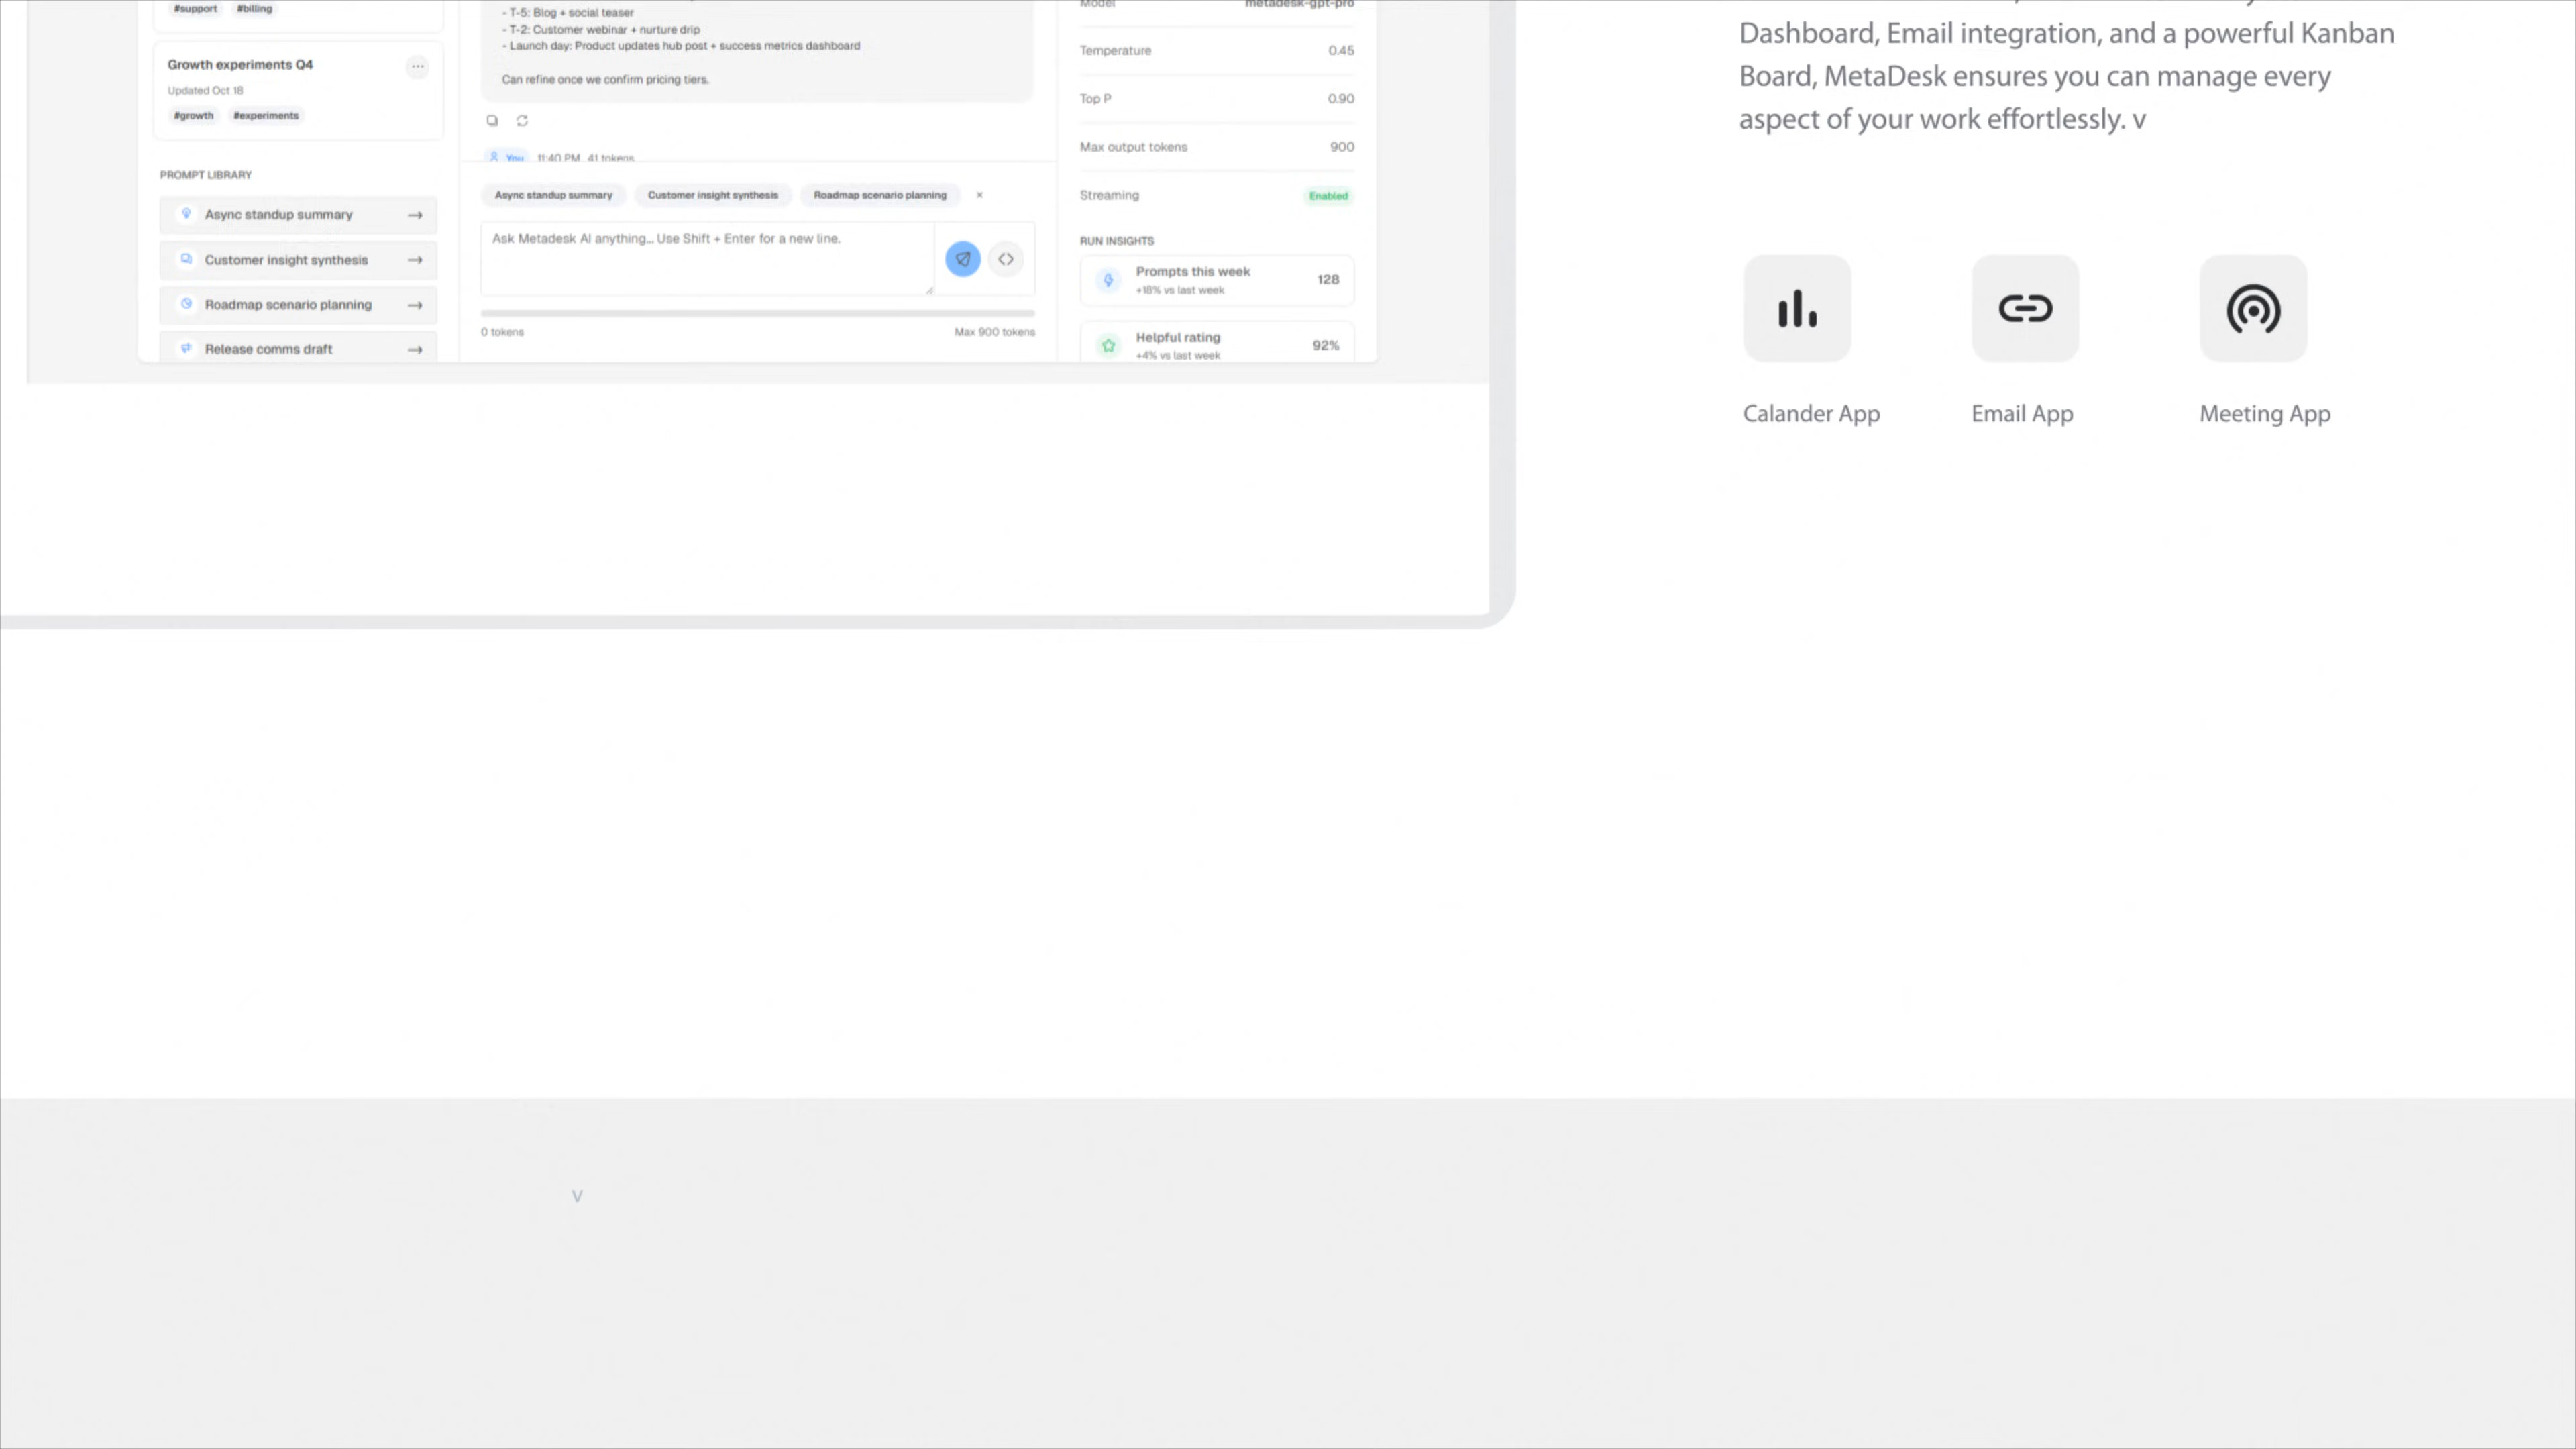 #support #billing
Growth experiments Q4
Updated Oct 18
#growth #experiments
PROMPT LIBRARY
Async standup summary
Customer insight synthesis
Roadmap scenario planning
Release comms draft
- T-5: Blog + social teaser
- T-2: Customer webinar + nurture drip
- Launch day: Product updates hub post + success metrics dashboard
Can refine once we confirm pricing tiers.
You 11:40 PM 41 tokens
Async standup summary Customer insight synthesis Roadmap scenario planning ×
Ask Metadesk AI anything... Use Shift + Enter for a new line.
0 tokens Max 900 tokens
Model metadesk-gpt-pro
Temperature 0.45
Top P 0.90
Max output tokens 900
Streaming Enabled
RUN INSIGHTS
Prompts this week 128
+18% vs last week
Helpful rating 92%
+4% vs last week
Dashboard, Email integration, and a powerful Kanban
Board, MetaDesk ensures you can manage every
aspect of your work effortlessly. v
Calander App Email App Meeting App
v